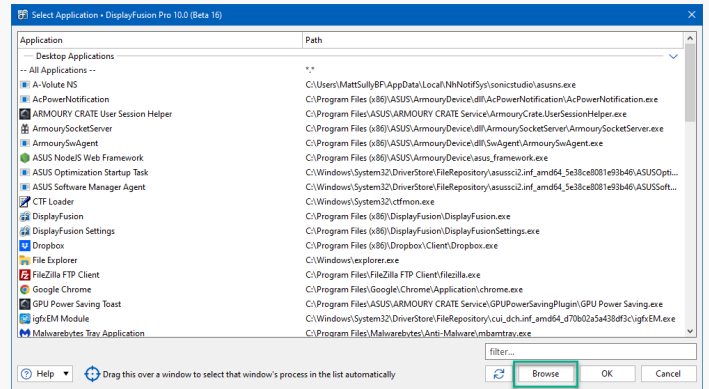 Select Application • DisplayFusion Pro 10.0 (Beta 16)
Application Path
Desktop Applications
-- All Applications -- *.*
A-Volute NS C:\Users\MattSullyBF\AppData\Local\NhNotifSys\sonicstudio\asusns.exe
AcPowerNotification C:\Program Files (x86)\ASUS\ArmouryDevice\dll\AcPowerNotification\AcPowerNotification.exe
ARMOURY CRATE User Session Helper C:\Program Files\ASUS\ARMOURY CRATE Service\ArmouryCrate.UserSessionHelper.exe
ArmourySocketServer C:\Program Files (x86)\ASUS\ArmouryDevice\dll\ArmourySocketServer\ArmourySocketServer.exe
ArmourySwAgent C:\Program Files (x86)\ASUS\ArmouryDevice\dll\SwAgent\ArmourySwAgent.exe
ASUS NodeJS Web Framework C:\Program Files (x86)\ASUS\ArmouryDevice\asus_framework.exe
ASUS Optimization Startup Task C:\Windows\System32\DriverStore\FileRepository\asussci2.inf_amd64_5e38ce8081e93b46\ASUSOpti...
ASUS Software Manager Agent C:\Windows\System32\DriverStore\FileRepository\asussci2.inf_amd64_5e38ce8081e93b46\ASUSSoft...
CTF Loader C:\Windows\System32\ctfmon.exe
DisplayFusion C:\Program Files (x86)\DisplayFusion\DisplayFusion.exe
DisplayFusion Settings C:\Program Files (x86)\DisplayFusion\DisplayFusionSettings.exe
Dropbox C:\Program Files (x86)\Dropbox\Client\Dropbox.exe
File Explorer C:\Windows\explorer.exe
FileZilla FTP Client C:\Program Files\FileZilla FTP Client\filezilla.exe
Google Chrome C:\Program Files\Google\Chrome\Application\chrome.exe
GPU Power Saving Toast C:\Program Files\ASUS\ARMOURY CRATE Service\GPUPowerSavingPlugin\GPU Power Saving.exe
igfxEM Module C:\Windows\System32\DriverStore\FileRepository\cui_dch.inf_amd64_d70b02a5a438df3c\igfxEM.exe
Malwarebytes Tray Application C:\Program Files\Malwarebytes\Anti-Malware\mbamtray.exe
filter...
Help Drag this over a window to select that window's process in the list automatically Browse OK Cancel